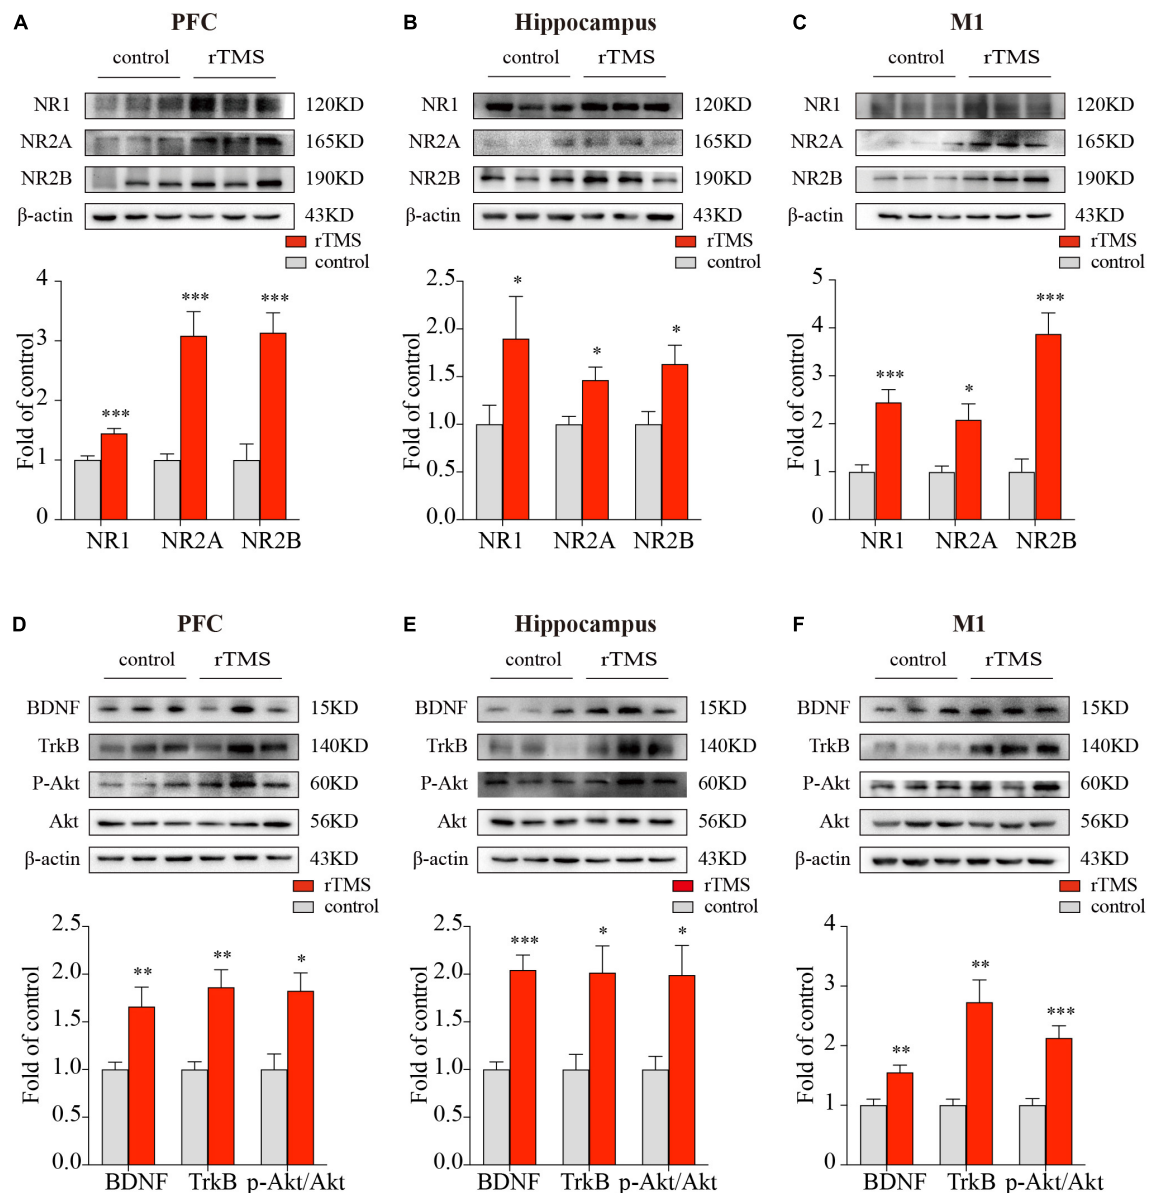 A PFC
control rTMS
NR1 120KD
NR2A 165KD
NR2B 190KD
β-actin 43KD
rTMS
control
Fold of control
4
3
2
1
0
*** *** ***
NR1 NR2A NR2B
B Hippocampus
control rTMS
NR1 120KD
NR2A 165KD
NR2B 190KD
β-actin 43KD
rTMS
control
Fold of control
2.5
2.0
1.5
1.0
0.5
0.0
* * *
NR1 NR2A NR2B
C M1
control rTMS
NR1 120KD
NR2A 165KD
NR2B 190KD
β-actin 43KD
rTMS
control
Fold of control
5
4
3
2
1
0
*** * ***
NR1 NR2A NR2B
D PFC
control rTMS
BDNF 15KD
TrkB 140KD
P-Akt 60KD
Akt 56KD
β-actin 43KD
rTMS
control
Fold of control
2.5
2.0
1.5
1.0
0.5
0.0
** ** *
BDNF TrkB p-Akt/Akt
E Hippocampus
control rTMS
BDNF 15KD
TrkB 140KD
P-Akt 60KD
Akt 56KD
β-actin 43KD
rTMS
control
Fold of control
2.5
2.0
1.5
1.0
0.5
0.0
*** * *
BDNF TrkB p-Akt/Akt
F M1
control rTMS
BDNF 15KD
TrkB 140KD
P-Akt 60KD
Akt 56KD
β-actin 43KD
rTMS
control
Fold of control
4
3
2
1
0
** ** ***
BDNF TrkB p-Akt/Akt